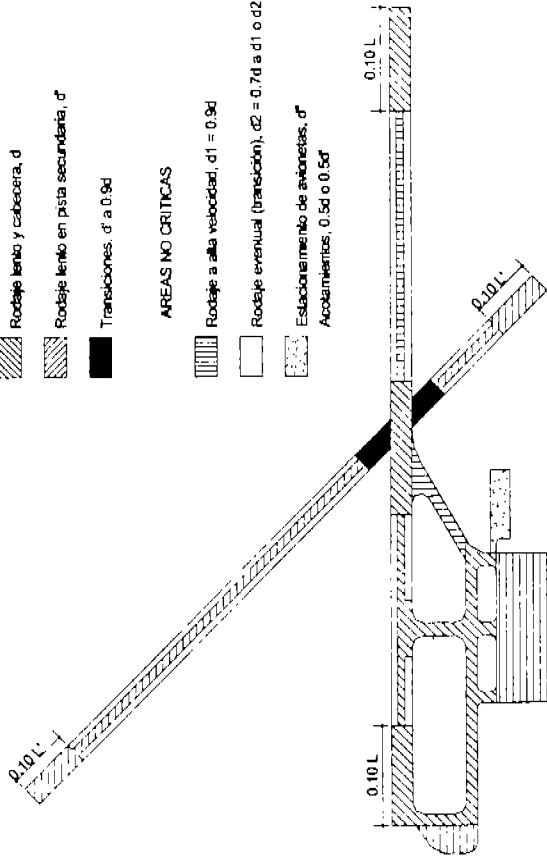 Rodaje lento y cabecera, d
Rodaje lento en pista secundaria, d'
Transiciones, d' a 0.9d
AREAS NO CRITICAS
Rodaje a alta velocidad, d1 = 0.9d
Rodaje eventual (transición), d2 = 0.7d a d1 o d2
Estacionamiento de avionetas, d"
Acotamientos, 0.5d o 0.5d'
0.10 L
0.10 L'
0.10 L'
0.10 L